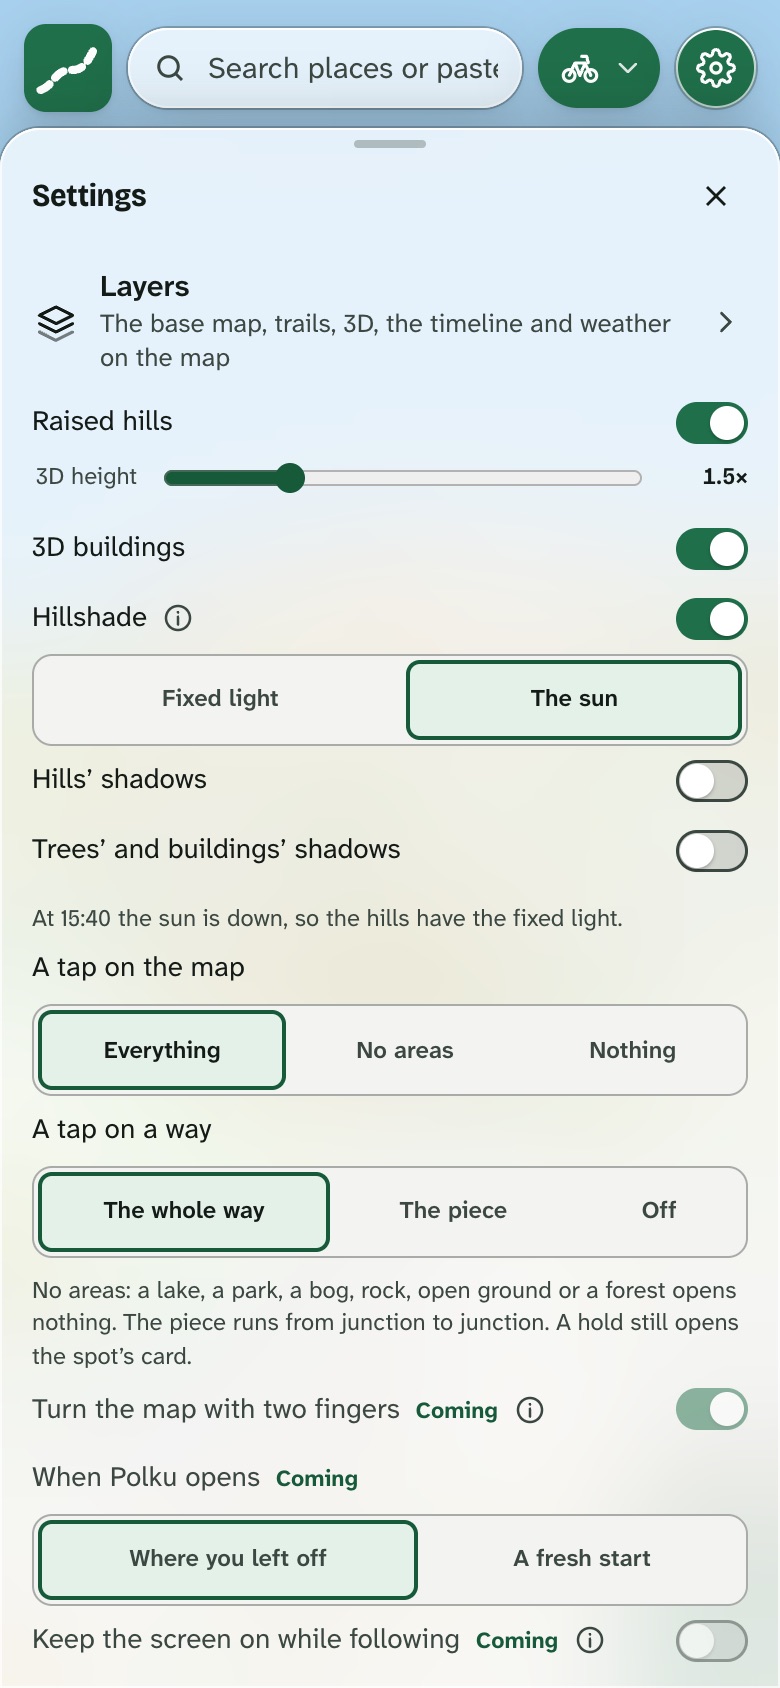 Search places or paste
Settings
Layers
The base map, trails, 3D, the timeline and weather
on the map
Raised hills
3D height
1.5×
3D buildings
Hillshade
Fixed light
The sun
Hills’ shadows
Trees’ and buildings’ shadows
At 15:40 the sun is down, so the hills have the fixed light.
A tap on the map
Everything
No areas
Nothing
A tap on a way
The whole way
The piece
Off
No areas: a lake, a park, a bog, rock, open ground or a forest opens
nothing. The piece runs from junction to junction. A hold still opens
the spot’s card.
Turn the map with two fingers Coming
When Polku opens Coming
Where you left off
A fresh start
Keep the screen on while following Coming